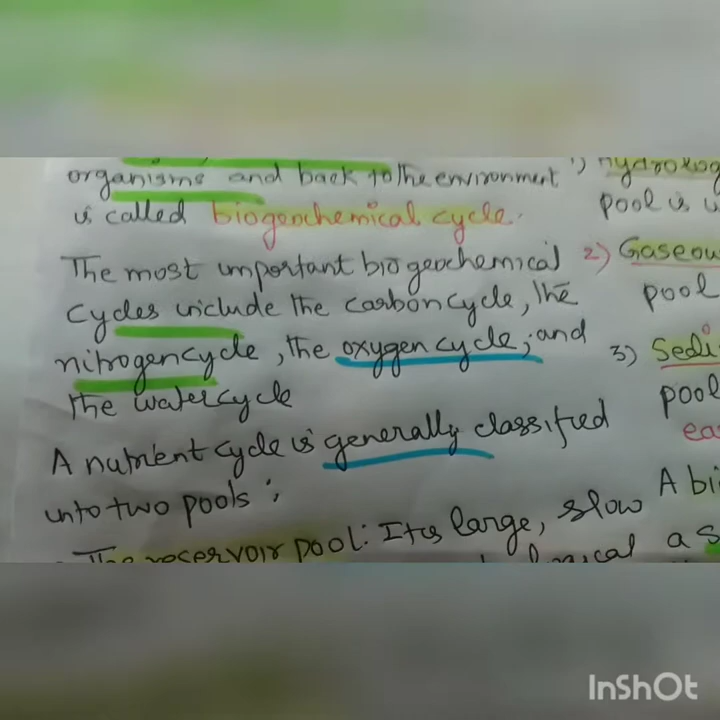 organisms and back to the environment
is called biogeochemical cycle.
The most important biogeochemical
cycles include the carbon cycle, the
nitrogen cycle, the oxygen cycle, and
the water cycle
A nutrient cycle is generally classified
into two pools :
The reservoir pool: Its large, slow
1)
pool is
2) Gaseou
pool
3) Sedi
pool
ea
A bi
a s
InShOt